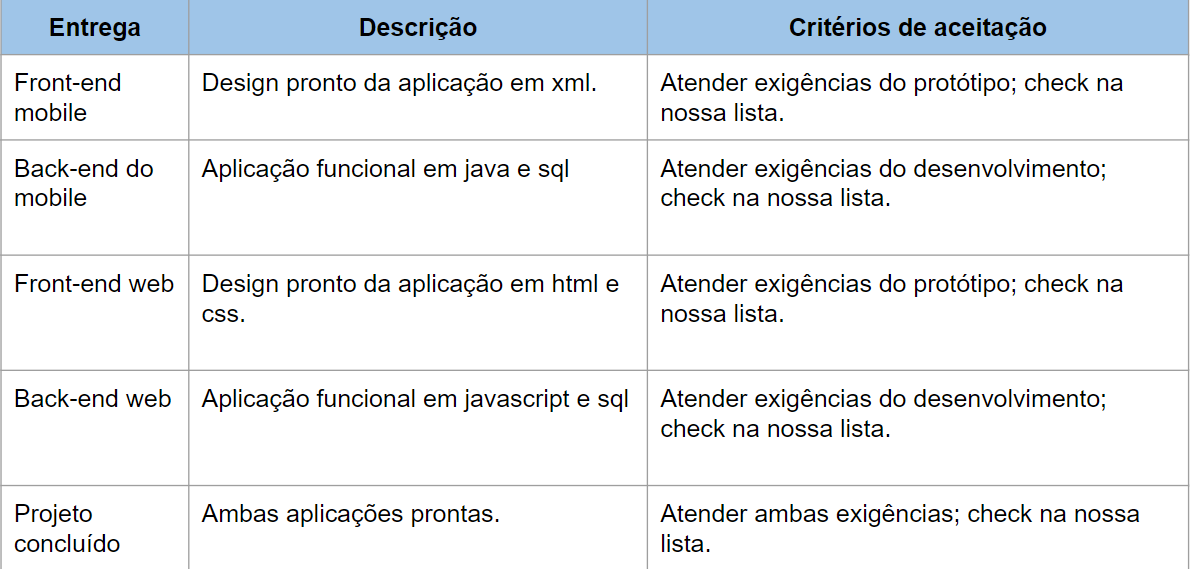 Entrega
Descrição
Critérios de aceitação
Front-end
mobile
Design pronto da aplicação em xml.
Atender exigências do protótipo; check na
nossa lista.
Back-end do
mobile
Aplicação funcional em java e sql
Atender exigências do desenvolvimento;
check na nossa lista.
Front-end web
Design pronto da aplicação em html e
css.
Atender exigências do protótipo; check na
nossa lista.
Back-end web
Aplicação funcional em javascript e sql
Atender exigências do desenvolvimento;
check na nossa lista.
Projeto
concluído
Ambas aplicações prontas.
Atender ambas exigências; check na nossa
lista.